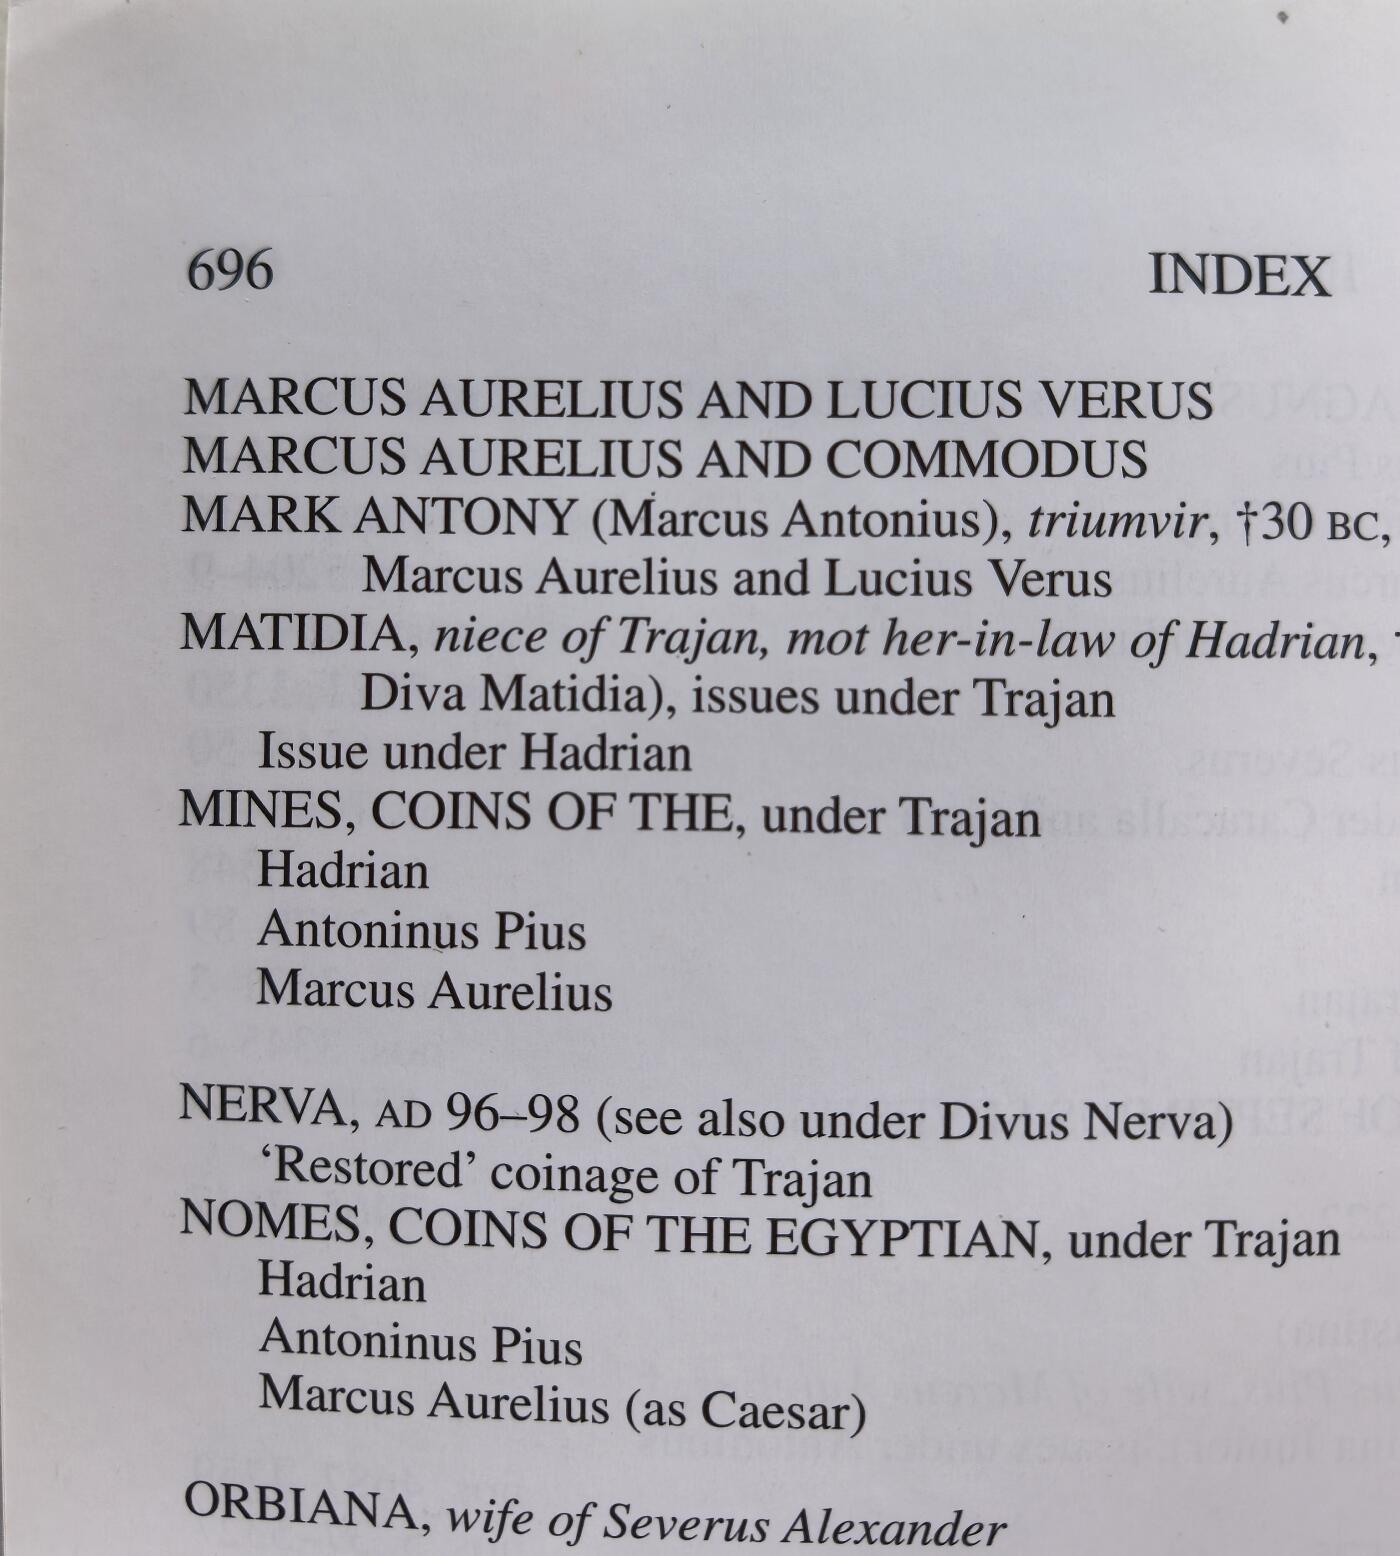 696 INDEX
MARCUS AURELIUS AND LUCIUS VERUS
MARCUS AURELIUS AND COMMODUS
MARK ANTONY (Marcus Antonius), triumvir, †30 BC,
Marcus Aurelius and Lucius Verus
MATIDIA, niece of Trajan, mot her-in-law of Hadrian,
Diva Matidia), issues under Trajan
Issue under Hadrian
MINES, COINS OF THE, under Trajan
Hadrian
Antoninus Pius
Marcus Aurelius
NERVA, AD 96–98 (see also under Divus Nerva)
‘Restored’ coinage of Trajan
NOMES, COINS OF THE EGYPTIAN, under Trajan
Hadrian
Antoninus Pius
Marcus Aurelius (as Caesar)
ORBIANA, wife of Severus Alexander